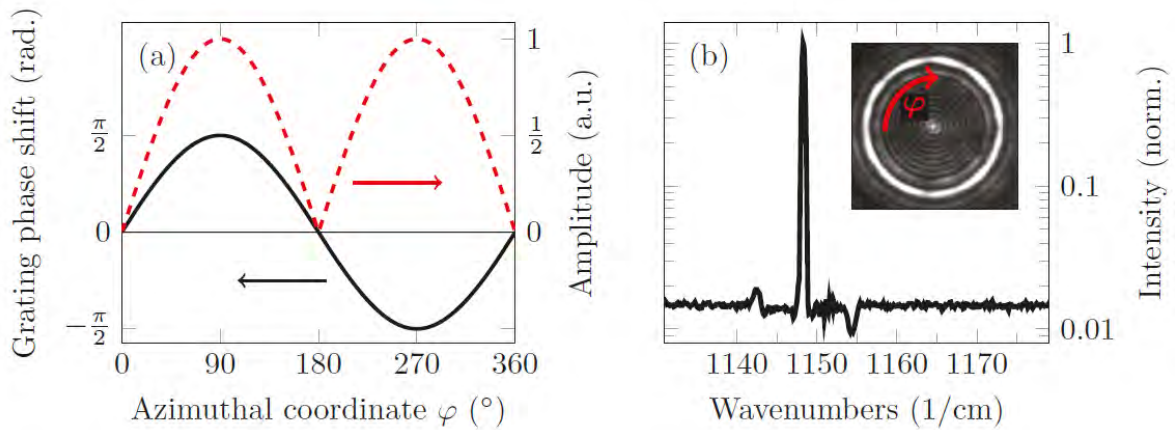 Grating phase shift (rad.)
π/2
0
−π/2
(a)
1
1/2
0
Amplitude (a.u.)
0 90 180 270 360
Azimuthal coordinate φ (°)
(b)
φ
1
0.1
0.01
Intensity (norm.)
1140 1150 1160 1170
Wavenumbers (1/cm)